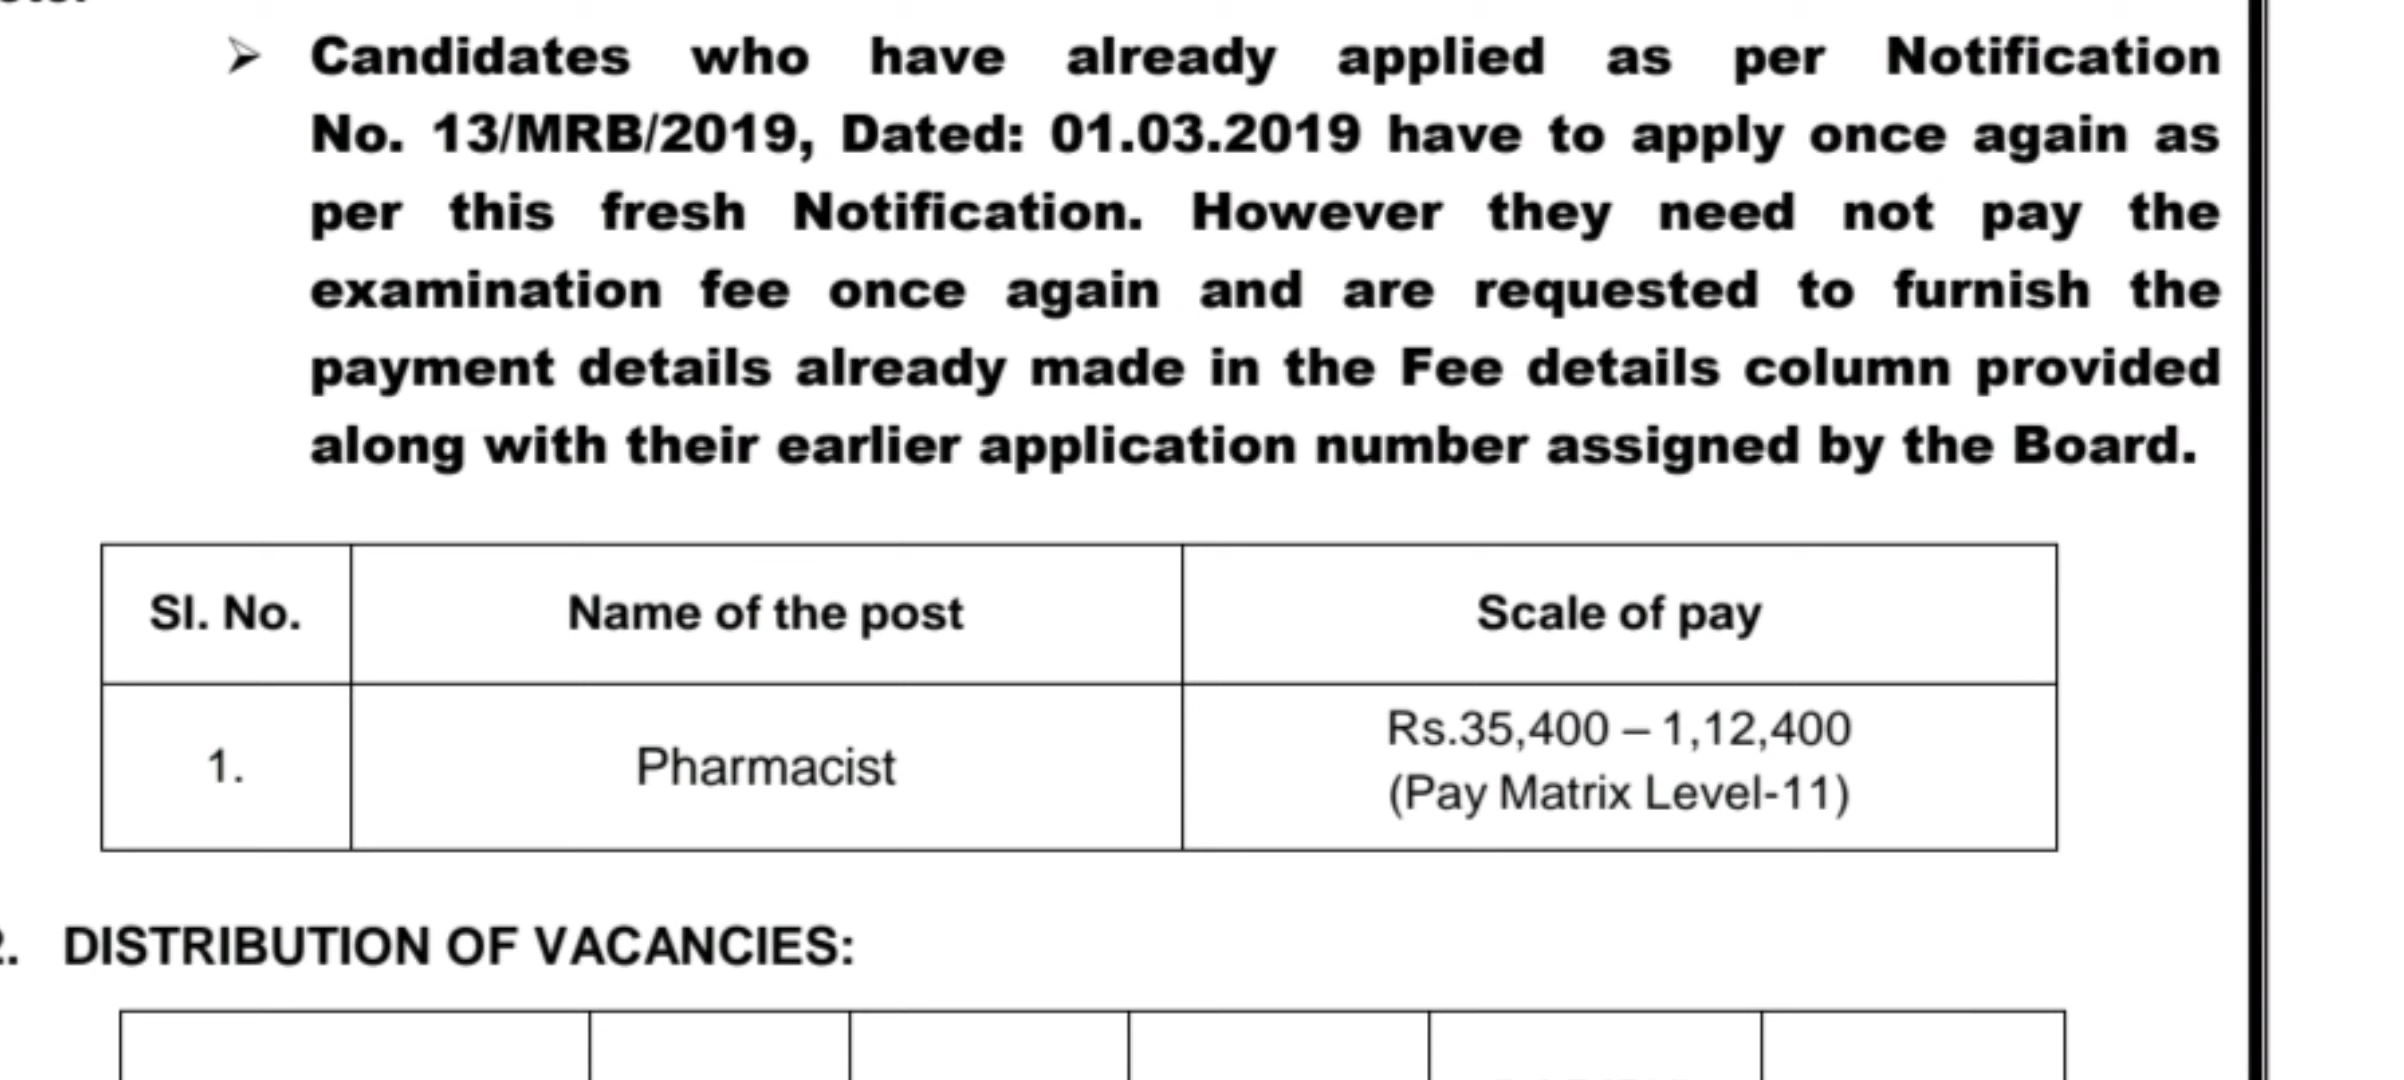 ➢ Candidates who have already applied as per Notification
No. 13/MRB/2019, Dated: 01.03.2019 have to apply once again as
per this fresh Notification. However they need not pay the
examination fee once again and are requested to furnish the
payment details already made in the Fee details column provided
along with their earlier application number assigned by the Board.
Sl. No. Name of the post Scale of pay
1. Pharmacist Rs.35,400 – 1,12,400
(Pay Matrix Level-11)
2. DISTRIBUTION OF VACANCIES: